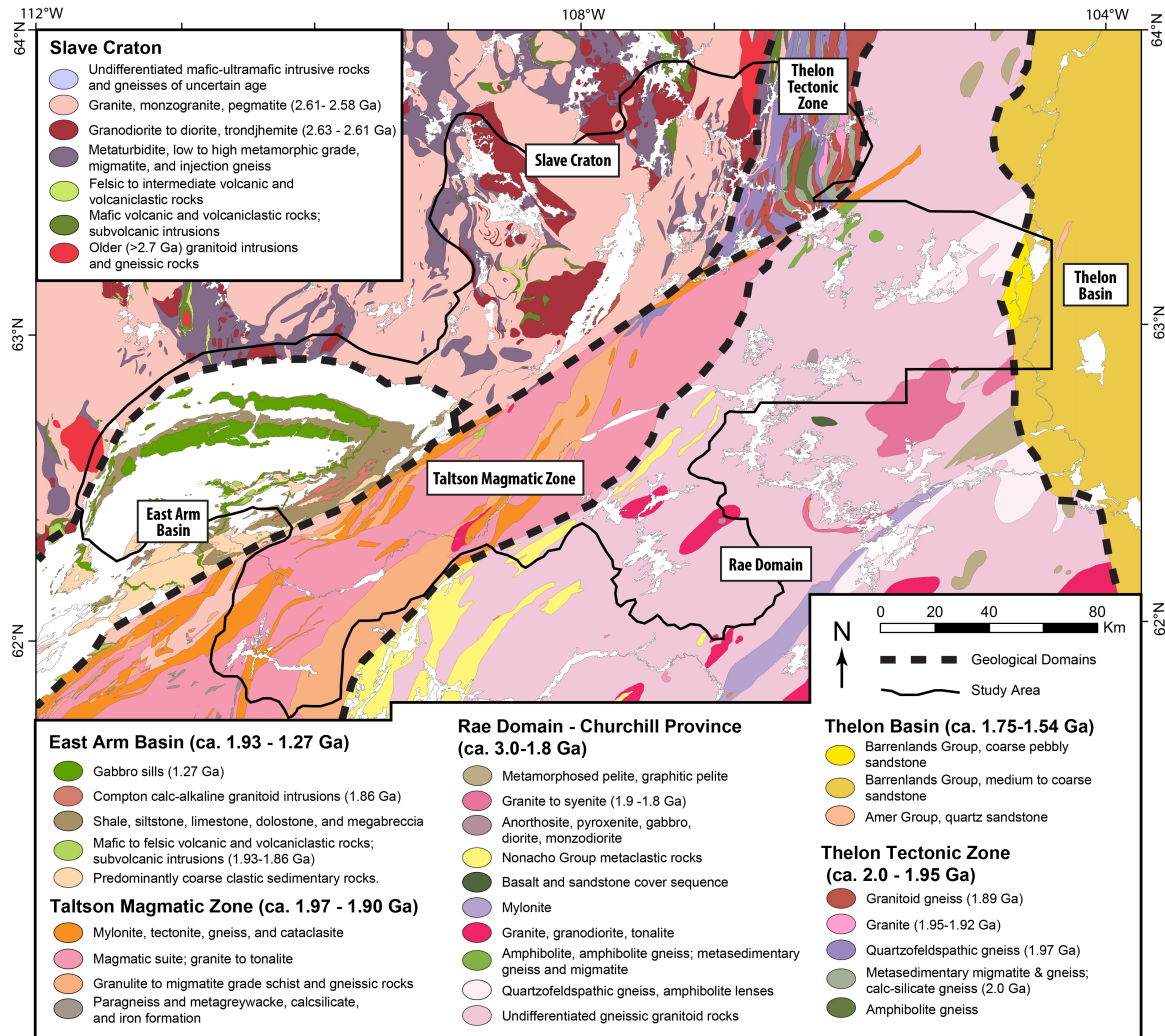 112°W
108°W
104°W
64°N
64°N
63°N
63°N
62°N
62°N
Slave Craton
Undifferentiated mafic-ultramafic intrusive rocks
and gneisses of uncertain age
Granite, monzogranite, pegmatite (2.61- 2.58 Ga)
Granodiorite to diorite, trondjhemite (2.63 - 2.61 Ga)
Metaturbidite, low to high metamorphic grade,
migmatite, and injection gneiss
Felsic to intermediate volcanic and
volcaniclastic rocks
Mafic volcanic and volcaniclastic rocks;
subvolcanic intrusions
Older (>2.7 Ga) granitoid intrusions
and gneissic rocks
Thelon
Tectonic
Zone
Slave Craton
Thelon
Basin
Taltson Magmatic Zone
East Arm
Basin
Rae Domain
N
0 20 40 60 80
Km
Geological Domains
Study Area
East Arm Basin (ca. 1.93 - 1.27 Ga)
Gabbro sills (1.27 Ga)
Compton calc-alkaline granitoid intrusions (1.86 Ga)
Shale, siltstone, limestone, dolostone, and megabreccia
Mafic to felsic volcanic and volcaniclastic rocks;
subvolcanic intrusions (1.93-1.86 Ga)
Predominantly coarse clastic sedimentary rocks.
Taltson Magmatic Zone (ca. 1.97 - 1.90 Ga)
Mylonite, tectonite, gneiss, and cataclasite
Magmatic suite; granite to tonalite
Granulite to migmatite grade schist and gneissic rocks
Paragneiss and metagreywacke, calcsilicate,
and iron formation
Rae Domain - Churchill Province
(ca. 3.0-1.8 Ga)
Metamorphosed pelite, graphitic pelite
Granite to syenite (1.9 -1.8 Ga)
Anorthosite, pyroxenite, gabbro,
diorite, monzodiorite
Nonacho Group metaclastic rocks
Basalt and sandstone cover sequence
Mylonite
Granite, granodiorite, tonalite
Amphibolite, amphibolite gneiss; metasedimentary
gneiss and migmatite
Quartzofeldspathic gneiss, amphibolite lenses
Undifferentiated gneissic granitoid rocks
Thelon Basin (ca. 1.75-1.54 Ga)
Barrenlands Group, coarse pebbly
sandstone
Barrenlands Group, medium to coarse
sandstone
Amer Group, quartz sandstone
Thelon Tectonic Zone
(ca. 2.0 - 1.95 Ga)
Granitoid gneiss (1.89 Ga)
Granite (1.95-1.92 Ga)
Quartzofeldspathic gneiss (1.97 Ga)
Metasedimentary migmatite & gneiss;
calc-silicate gneiss (2.0 Ga)
Amphibolite gneiss